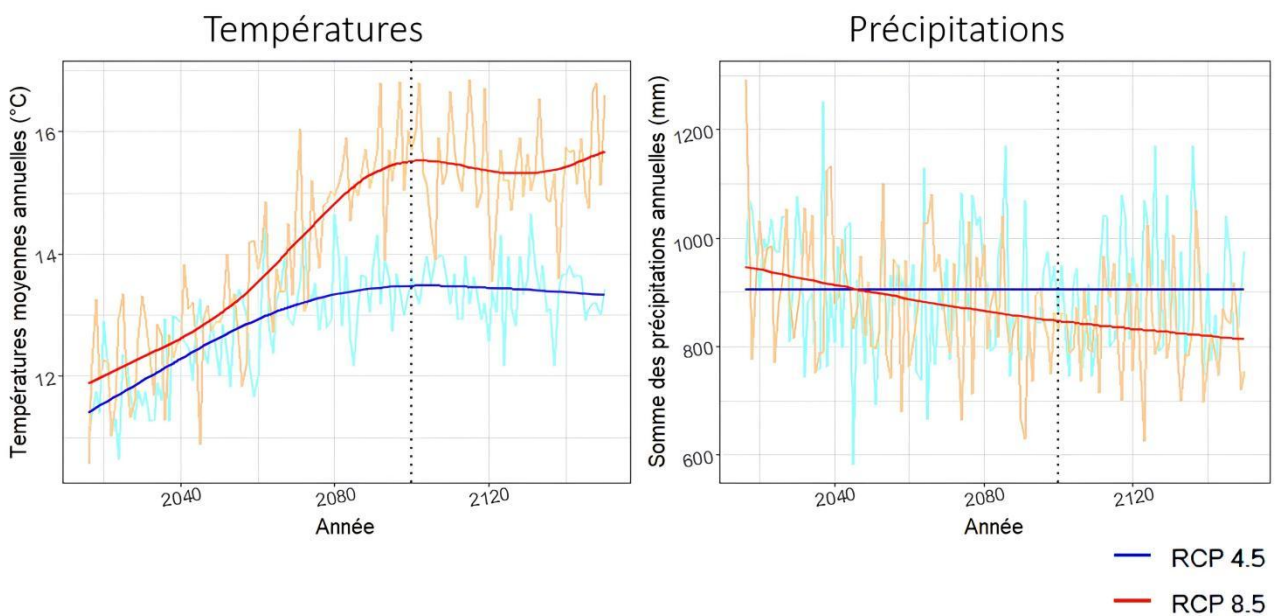 Températures
Températures moyennes annuelles (°C)
16
14
12
2040
2080
2120
Année
Précipitations
Somme des précipitations annuelles (mm)
1200
1000
800
600
2040
2080
2120
Année
RCP 4.5
RCP 8.5